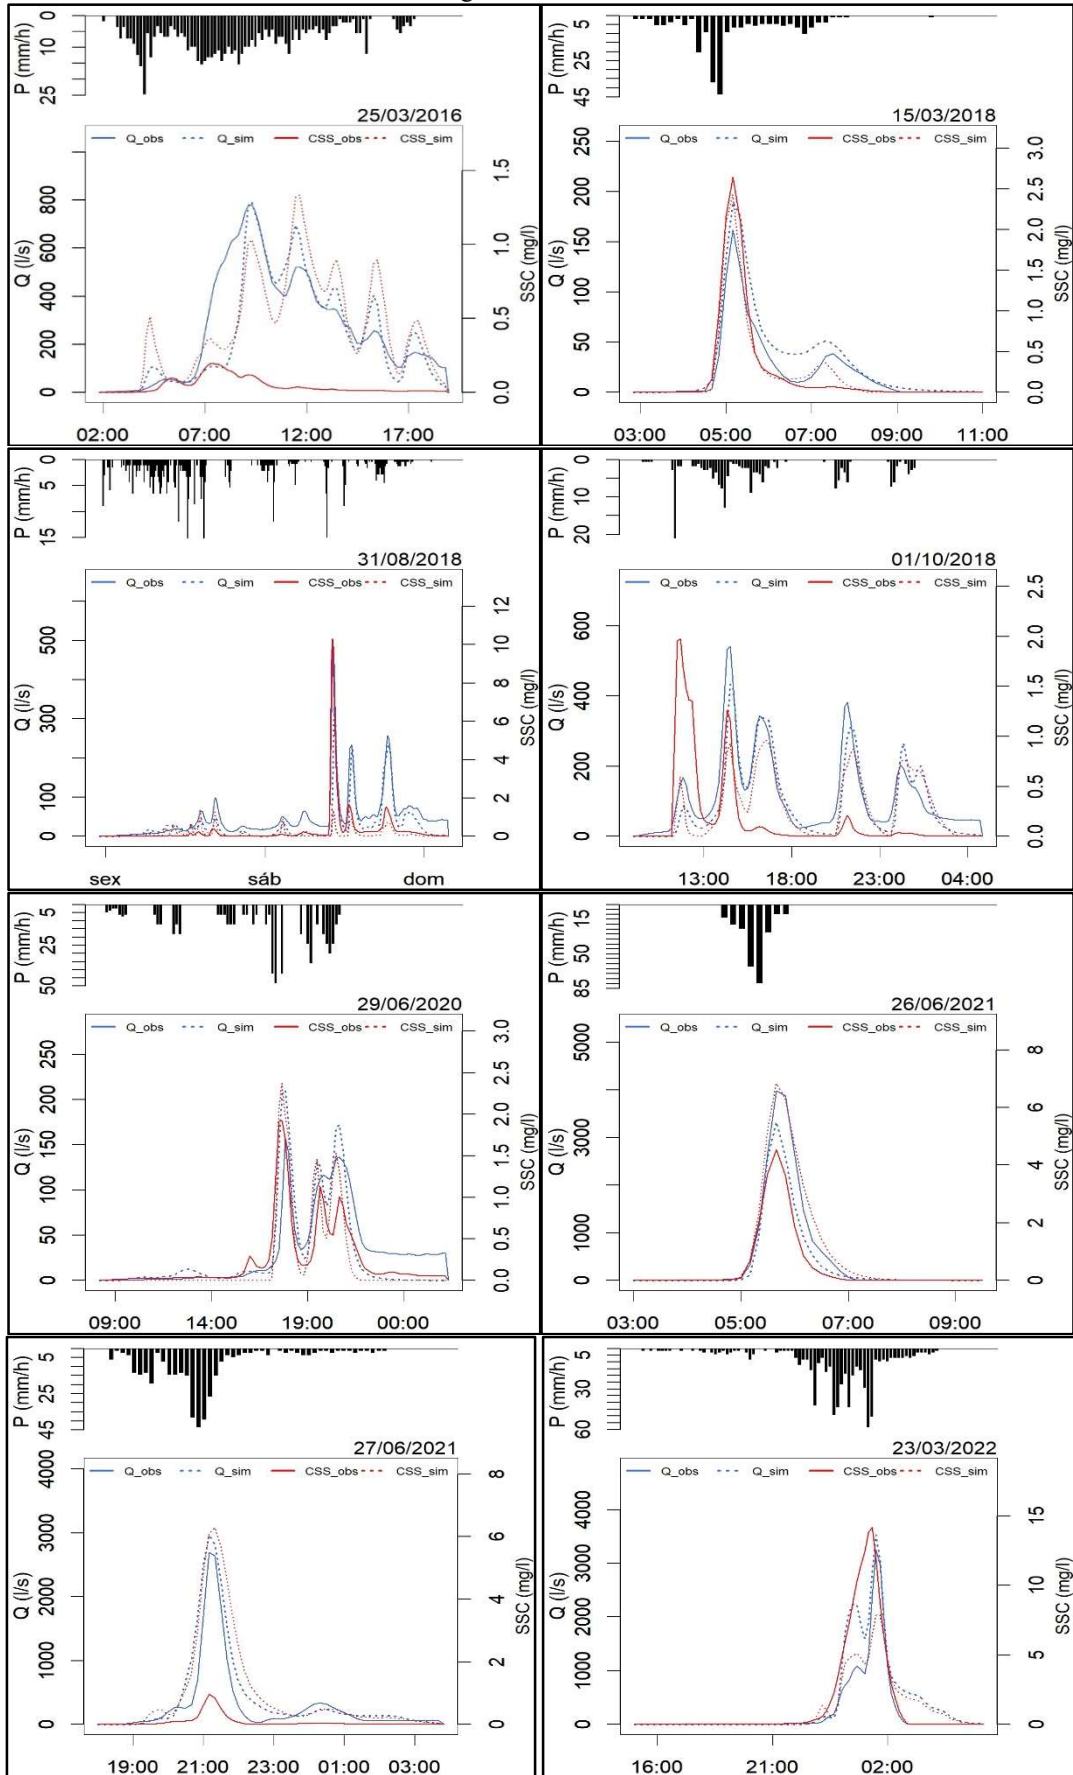 P (mm/h)
0
10
25
25/03/2016
Q_obs Q_sim CSS_obs CSS_sim
Q (l/s)
0
200
400
600
800
SSC (mg/l)
0.0
0.5
1.0
1.5
02:00 07:00 12:00 17:00
P (mm/h)
5
25
45
15/03/2018
Q_obs Q_sim CSS_obs CSS_sim
Q (l/s)
0
50
100
150
200
250
SSC (mg/l)
0.0
0.5
1.0
1.5
2.0
2.5
3.0
03:00 05:00 07:00 09:00 11:00
P (mm/h)
0
5
15
31/08/2018
Q_obs Q_sim CSS_obs CSS_sim
Q (l/s)
0
100
300
500
SSC (mg/l)
0
2
4
6
8
10
12
sex sáb dom
P (mm/h)
0
10
20
01/10/2018
Q_obs Q_sim CSS_obs CSS_sim
Q (l/s)
0
200
400
600
SSC (mg/l)
0.0
0.5
1.0
1.5
2.0
2.5
13:00 18:00 23:00 04:00
P (mm/h)
5
25
50
29/06/2020
Q_obs Q_sim CSS_obs CSS_sim
Q (l/s)
0
50
100
150
200
250
SSC (mg/l)
0.0
0.5
1.0
1.5
2.0
2.5
3.0
09:00 14:00 19:00 00:00
P (mm/h)
15
50
85
26/06/2021
Q_obs Q_sim CSS_obs CSS_sim
Q (l/s)
0
1000
3000
5000
SSC (mg/l)
0
2
4
6
8
03:00 05:00 07:00 09:00
P (mm/h)
5
25
45
27/06/2021
Q_obs Q_sim CSS_obs CSS_sim
Q (l/s)
0
1000
2000
3000
4000
SSC (mg/l)
0
2
4
6
8
19:00 21:00 23:00 01:00 03:00
P (mm/h)
5
30
60
23/03/2022
Q_obs Q_sim CSS_obs CSS_sim
Q (l/s)
0
1000
2000
3000
4000
SSC (mg/l)
0
5
10
15
16:00 21:00 02:00